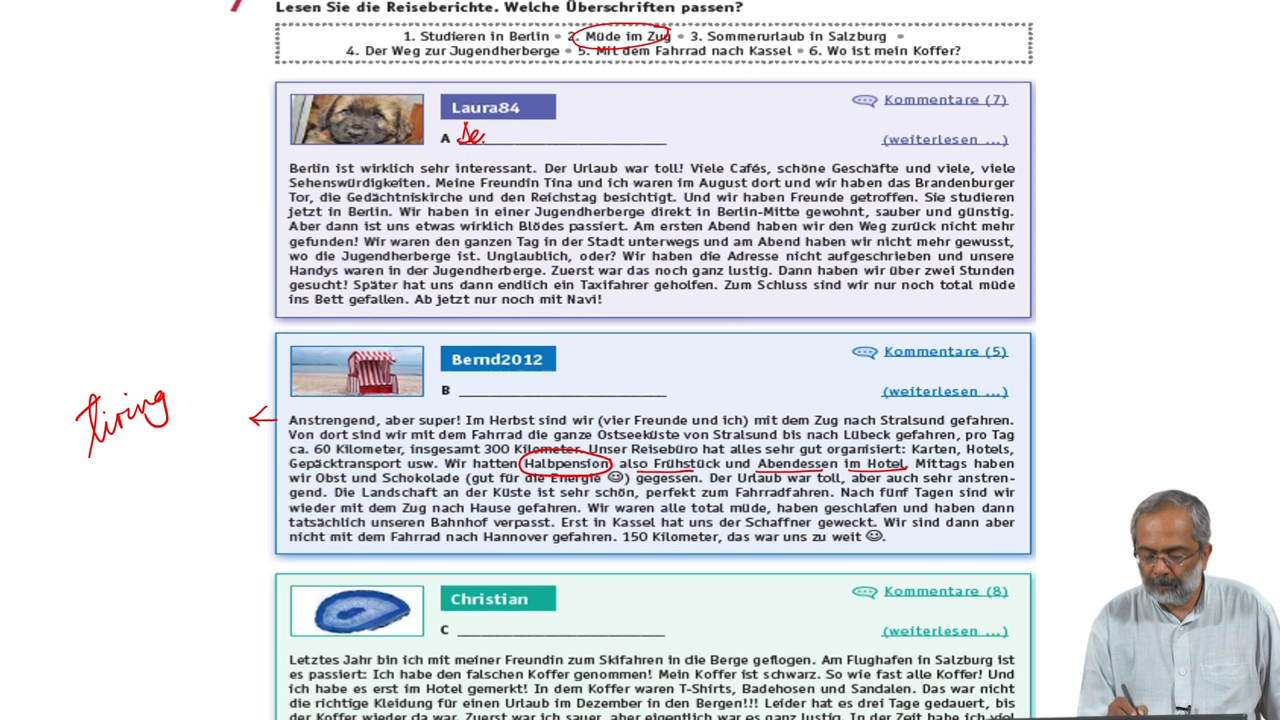 Lesen Sie die Reiseberichte. Welche Überschriften passen?
1. Studieren in Berlin • 2. Müde im Zug • 3. Sommerurlaub in Salzburg •
4. Der Weg zur Jugendherberge • 5. Mit dem Fahrrad nach Kassel • 6. Wo ist mein Koffer?
Laura84
Kommentare (7)
A De
(weiterlesen ...)
Berlin ist wirklich sehr interessant. Der Urlaub war toll! Viele Cafés, schöne Geschäfte und viele, viele
Sehenswürdigkeiten. Meine Freundin Tina und ich waren im August dort und wir haben das Brandenburger
Tor, die Gedächtniskirche und den Reichstag besichtigt. Und wir haben Freunde getroffen. Sie studieren
jetzt in Berlin. Wir haben in einer Jugendherberge direkt in Berlin-Mitte gewohnt, sauber und günstig.
Aber dann ist uns etwas wirklich Blödes passiert. Am ersten Abend haben wir den Weg zurück nicht mehr
gefunden! Wir waren den ganzen Tag in der Stadt unterwegs und am Abend haben wir nicht mehr gewusst,
wo die Jugendherberge ist. Unglaublich, oder? Wir haben die Adresse nicht aufgeschrieben und unsere
Handys waren in der Jugendherberge. Zuerst war das noch ganz lustig. Dann haben wir über zwei Stunden
gesucht! Später hat uns dann endlich ein Taxifahrer geholfen. Zum Schluss sind wir nur noch total müde
ins Bett gefallen. Ab jetzt nur noch mit Navi!
Bernd2012
Kommentare (5)
B
(weiterlesen ...)
tiring
Anstrengend, aber super! Im Herbst sind wir (vier Freunde und ich) mit dem Zug nach Stralsund gefahren.
Von dort sind wir mit dem Fahrrad die ganze Ostseeküste von Stralsund bis nach Lübeck gefahren, pro Tag
ca. 60 Kilometer, insgesamt 300 Kilometer. Unser Reisebüro hat alles sehr gut organisiert: Karten, Hotels,
Gepäcktransport usw. Wir hatten Halbpension, also Frühstück und Abendessen im Hotel. Mittags haben
wir Obst und Schokolade (gut für die Energie ☺) gegessen. Der Urlaub war toll, aber auch sehr anstren-
gend. Die Landschaft an der Küste ist sehr schön, perfekt zum Fahrradfahren. Nach fünf Tagen sind wir
wieder mit dem Zug nach Hause gefahren. Wir waren alle total müde, haben geschlafen und haben dann
tatsächlich unseren Bahnhof verpasst. Erst in Kassel hat uns der Schaffner geweckt. Wir sind dann aber
nicht mit dem Fahrrad nach Hannover gefahren. 150 Kilometer, das war uns zu weit ☺.
Christian
Kommentare (8)
C
(weiterlesen ...)
Letztes Jahr bin ich mit meiner Freundin zum Skifahren in die Berge geflogen. Am Flughafen in Salzburg ist
es passiert: Ich habe den falschen Koffer genommen! Mein Koffer ist schwarz. So wie fast alle Koffer! Und
ich habe es erst im Hotel gemerkt! In dem Koffer waren T-Shirts, Badehosen und Sandalen. Das war nicht
die richtige Kleidung für einen Urlaub im Dezember in den Bergen!!! Leider hat es drei Tage gedauert, bis
der Koffer wieder da war. Zuerst war ich sauer, aber eigentlich war es ganz lustig. In der Zeit habe ich viel